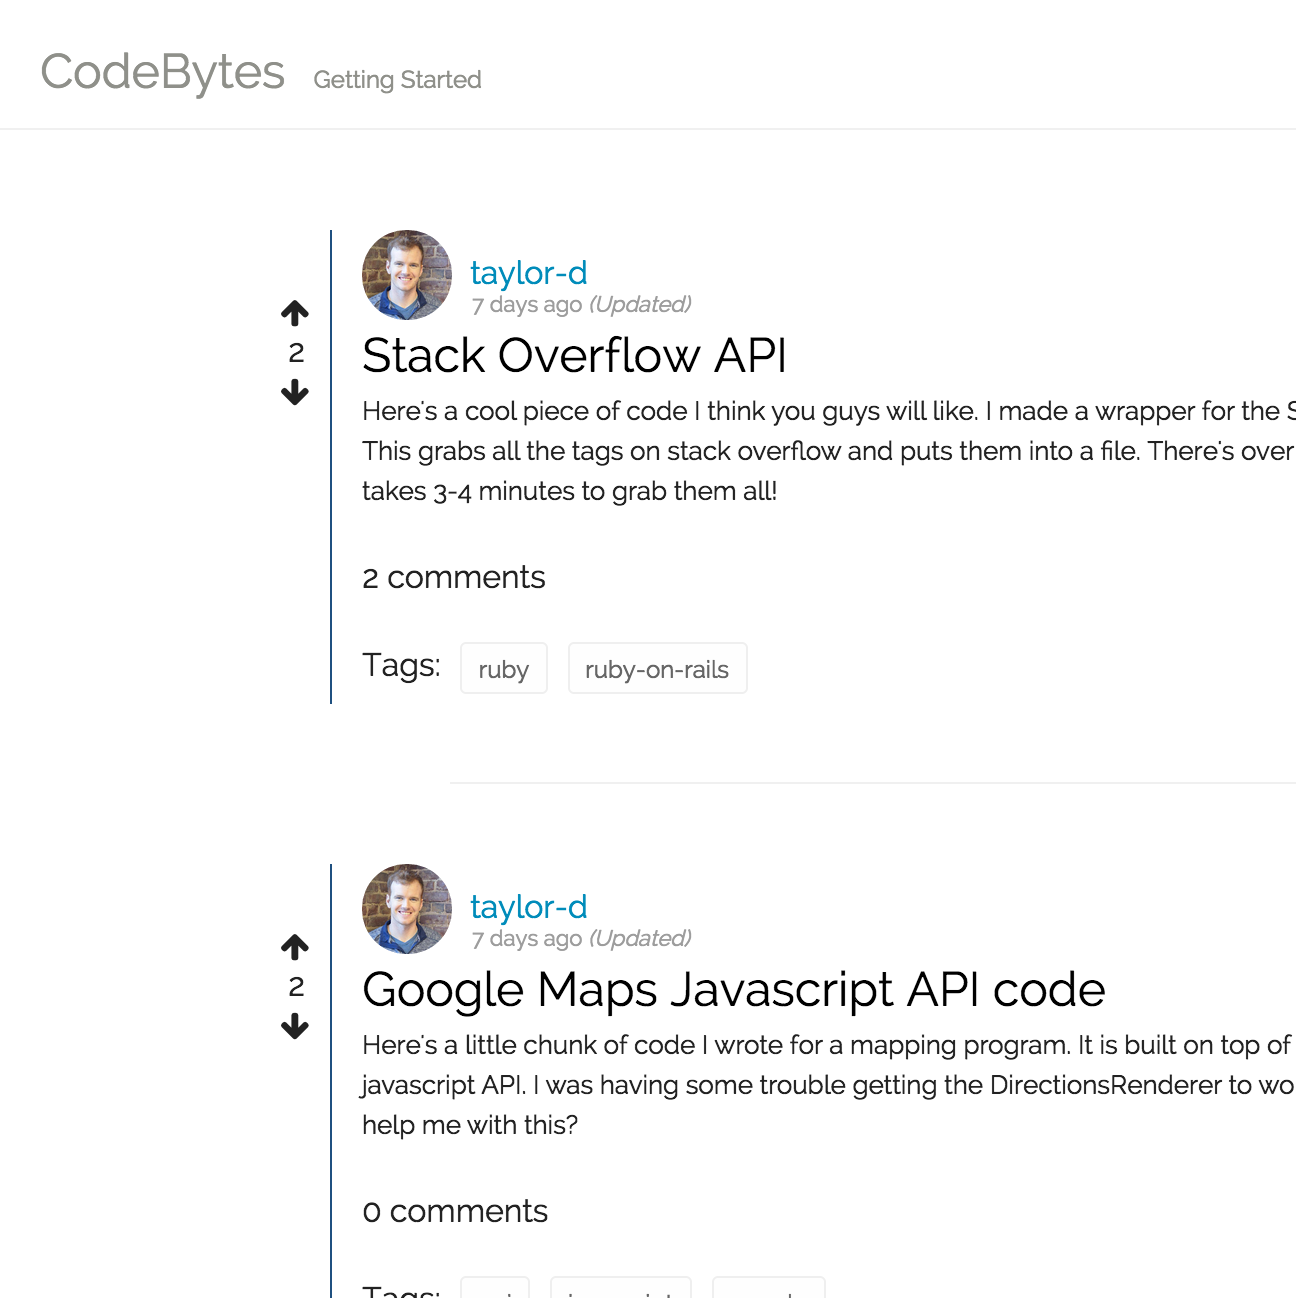 CodeBytes Getting Started
taylor-d
7 days ago (Updated)
2
Stack Overflow API
Here's a cool piece of code I think you guys will like. I made a wrapper for the
This grabs all the tags on stack overflow and puts them into a file. There's over
takes 3-4 minutes to grab them all!
2 comments
Tags: ruby ruby-on-rails
taylor-d
7 days ago (Updated)
2
Google Maps Javascript API code
Here's a little chunk of code I wrote for a mapping program. It is built on top of
javascript API. I was having some trouble getting the DirectionsRenderer to wo
help me with this?
0 comments
Tags: